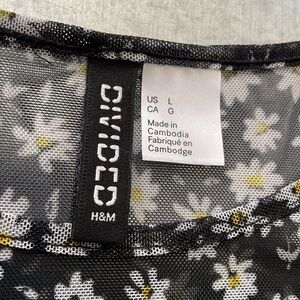 DIVIDED
H&M
US L
CA G
Made in
Cambodia
Fabriqué en
Cambodge